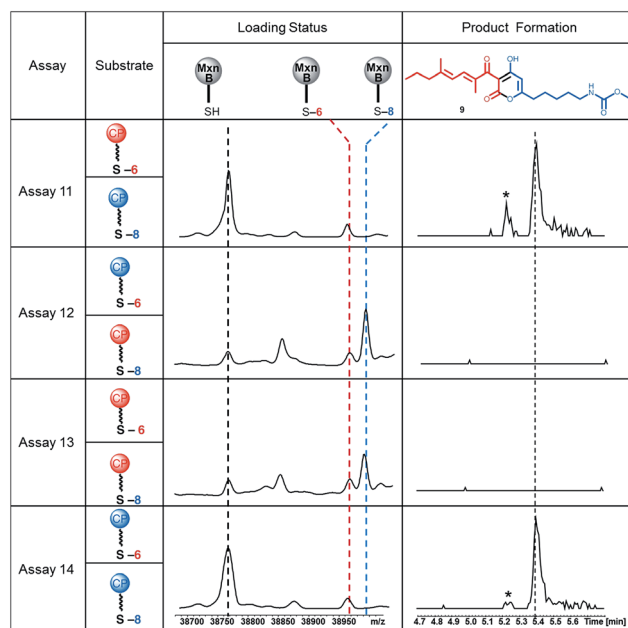 Assay
Substrate
Loading Status
Product Formation
Mxn
B
SH
Mxn
B
S–6
Mxn
B
S–8
O
OH
O
O
H
N
O
O
9
Assay 11
CP
S –6
CP
S –8
*
Assay 12
CP
S –6
CP
S –8
Assay 13
CP
S – 6
CP
S –8
Assay 14
CP
S –6
CP
S –8
*
38700 38750 38800 38850 38900 38950 m/z
4.7 4.8 4.9 5.0 5.1 5.2 5.3 5.4 5.5 5.6 Time [min]